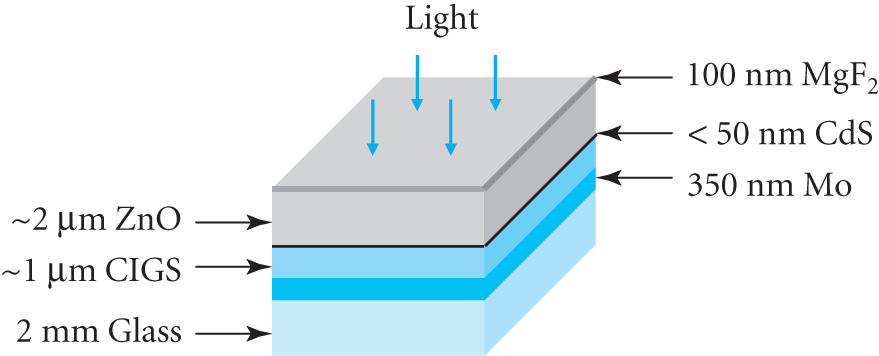 Light
100 nm MgF₂
< 50 nm CdS
350 nm Mo
~2 μm ZnO
~1 μm CIGS
2 mm Glass